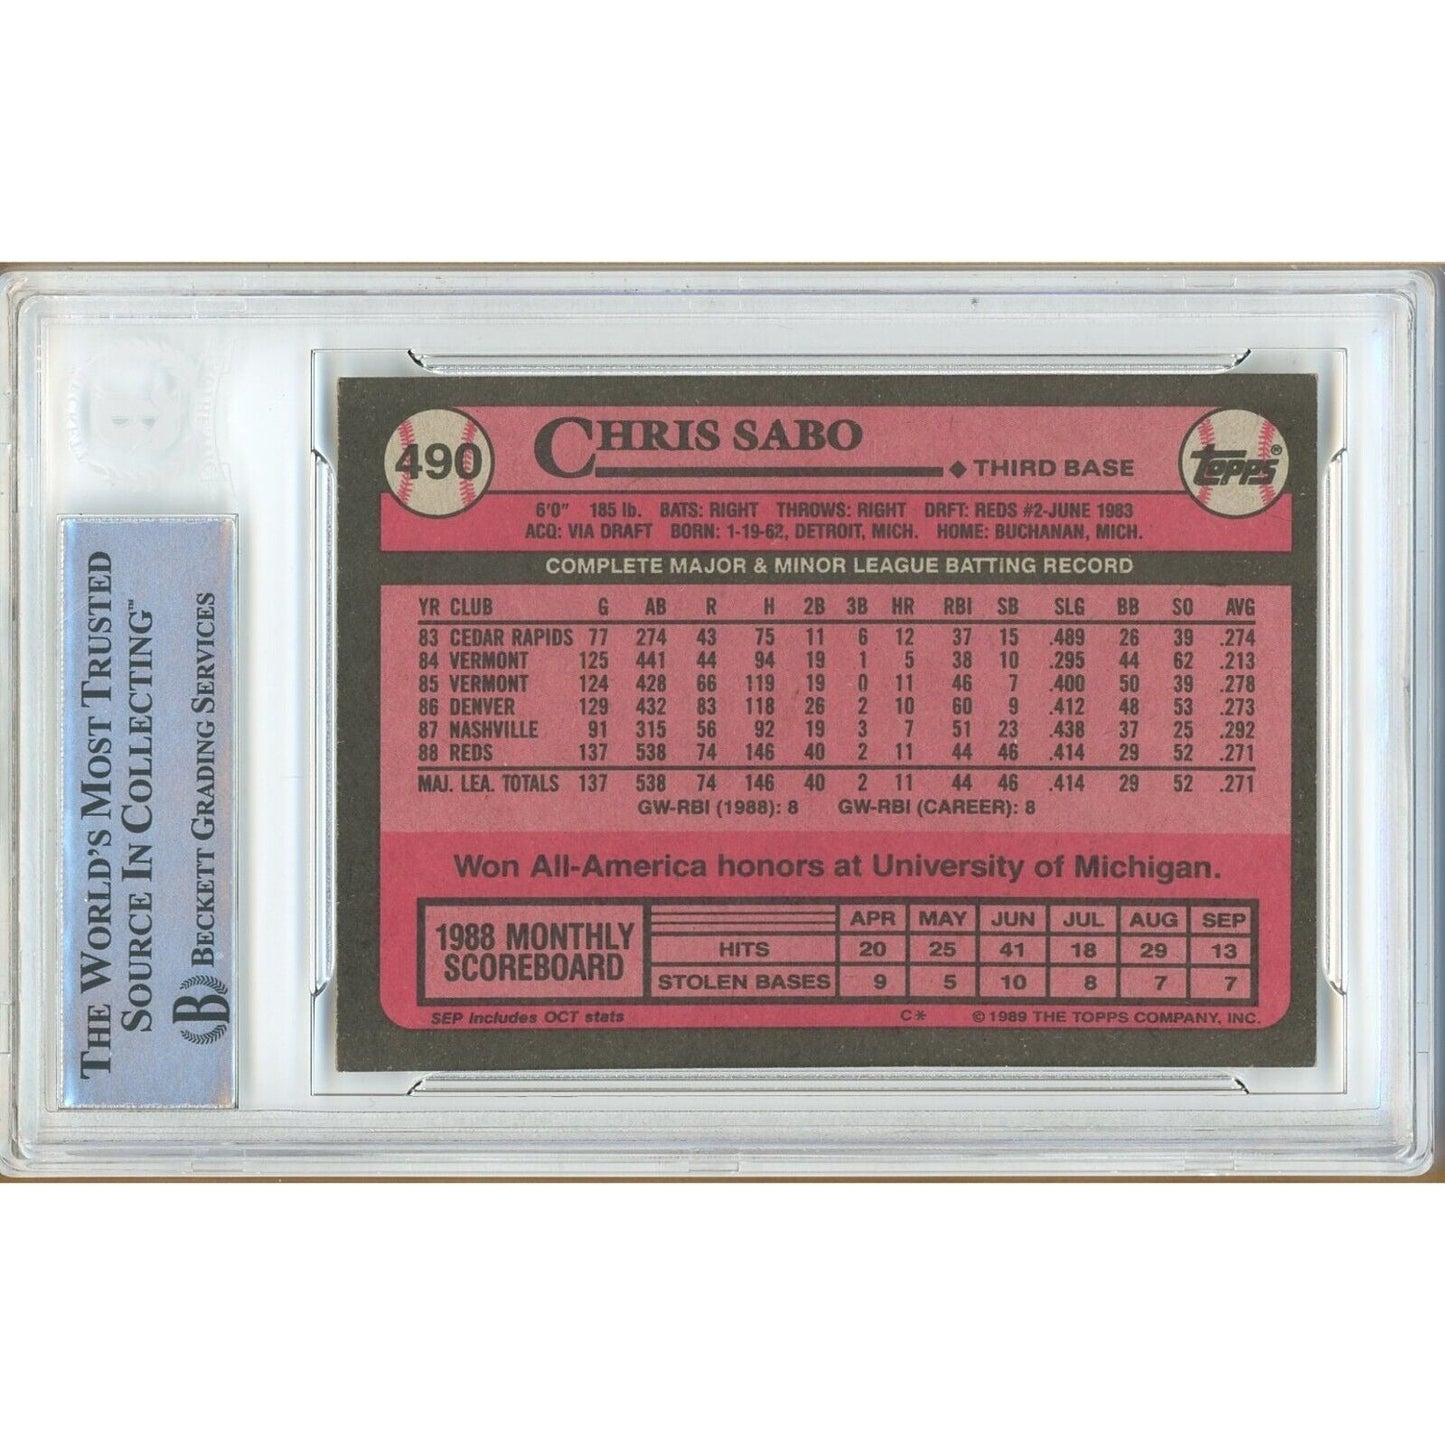 THE WORLD'S MOST TRUSTED
SOURCE IN COLLECTING™
B BECKETT GRADING SERVICES
490
CHRIS SABO
THIRD BASE
Topps®
6'0" 185 lb. BATS: RIGHT THROWS: RIGHT DRFT: REDS #2-JUNE 1983
ACQ: VIA DRAFT BORN: 1-19-62, DETROIT, MICH. HOME: BUCHANAN, MICH.
COMPLETE MAJOR & MINOR LEAGUE BATTING RECORD
YR CLUB G AB R H 2B 3B HR RBI SB SLG BB SO AVG
83 CEDAR RAPIDS 77 274 43 75 11 6 12 37 15 .489 26 39 .274
84 VERMONT 125 441 44 94 19 1 5 38 10 .295 44 62 .213
85 VERMONT 124 428 66 119 19 0 11 46 7 .400 50 39 .278
86 DENVER 129 432 83 118 26 2 10 60 9 .412 48 53 .273
87 NASHVILLE 91 315 56 92 19 3 7 51 23 .438 37 25 .292
88 REDS 137 538 74 146 40 2 11 44 46 .414 29 52 .271
MAJ. LEA. TOTALS 137 538 74 146 40 2 11 44 46 .414 29 52 .271
GW-RBI (1988): 8 GW-RBI (CAREER): 8
Won All-America honors at University of Michigan.
1988 MONTHLY
SCOREBOARD
APR MAY JUN JUL AUG SEP
HITS 20 25 41 18 29 13
STOLEN BASES 9 5 10 8 7 7
SEP includes OCT stats
C* © 1989 THE TOPPS COMPANY, INC.